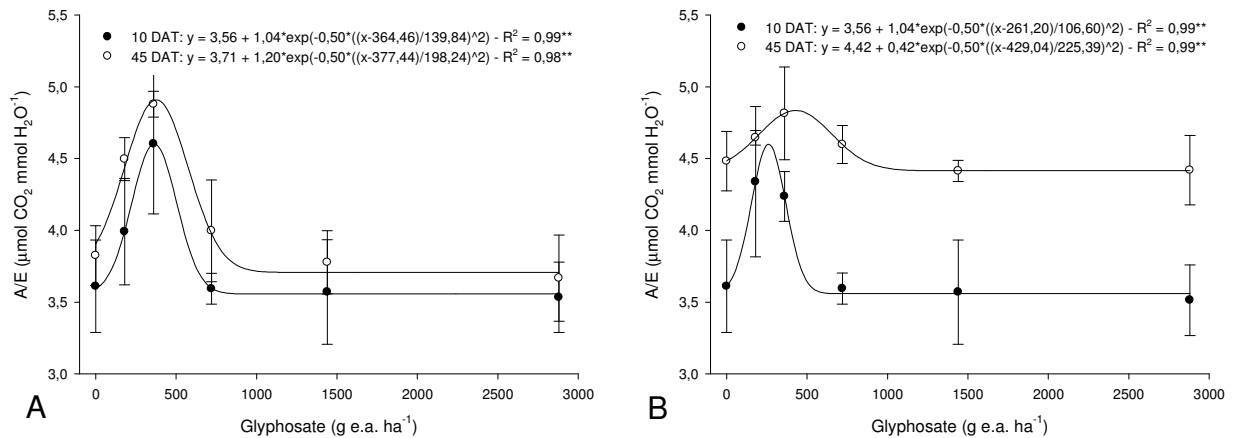 5,5
10 DAT: y = 3,56 + 1,04*exp(-0,50*((x-364,46)/139,84)^2) - R² = 0,99**
45 DAT: y = 3,71 + 1,20*exp(-0,50*((x-377,44)/198,24)^2) - R² = 0,98**
5,0
4,5
4,0
3,5
3,0
A/E (µmol CO₂ mmol H₂O⁻¹)
0 500 1000 1500 2000 2500 3000
Glyphosate (g e.a. ha⁻¹)
A
5,5
10 DAT: y = 3,56 + 1,04*exp(-0,50*((x-261,20)/106,60)^2) - R² = 0,99**
45 DAT: y = 4,42 + 0,42*exp(-0,50*((x-429,04)/225,39)^2) - R² = 0,99**
5,0
4,5
4,0
3,5
3,0
A/E (µmol CO₂ mmol H₂O⁻¹)
0 500 1000 1500 2000 2500 3000
Glyphosate (g e.a. ha⁻¹)
B